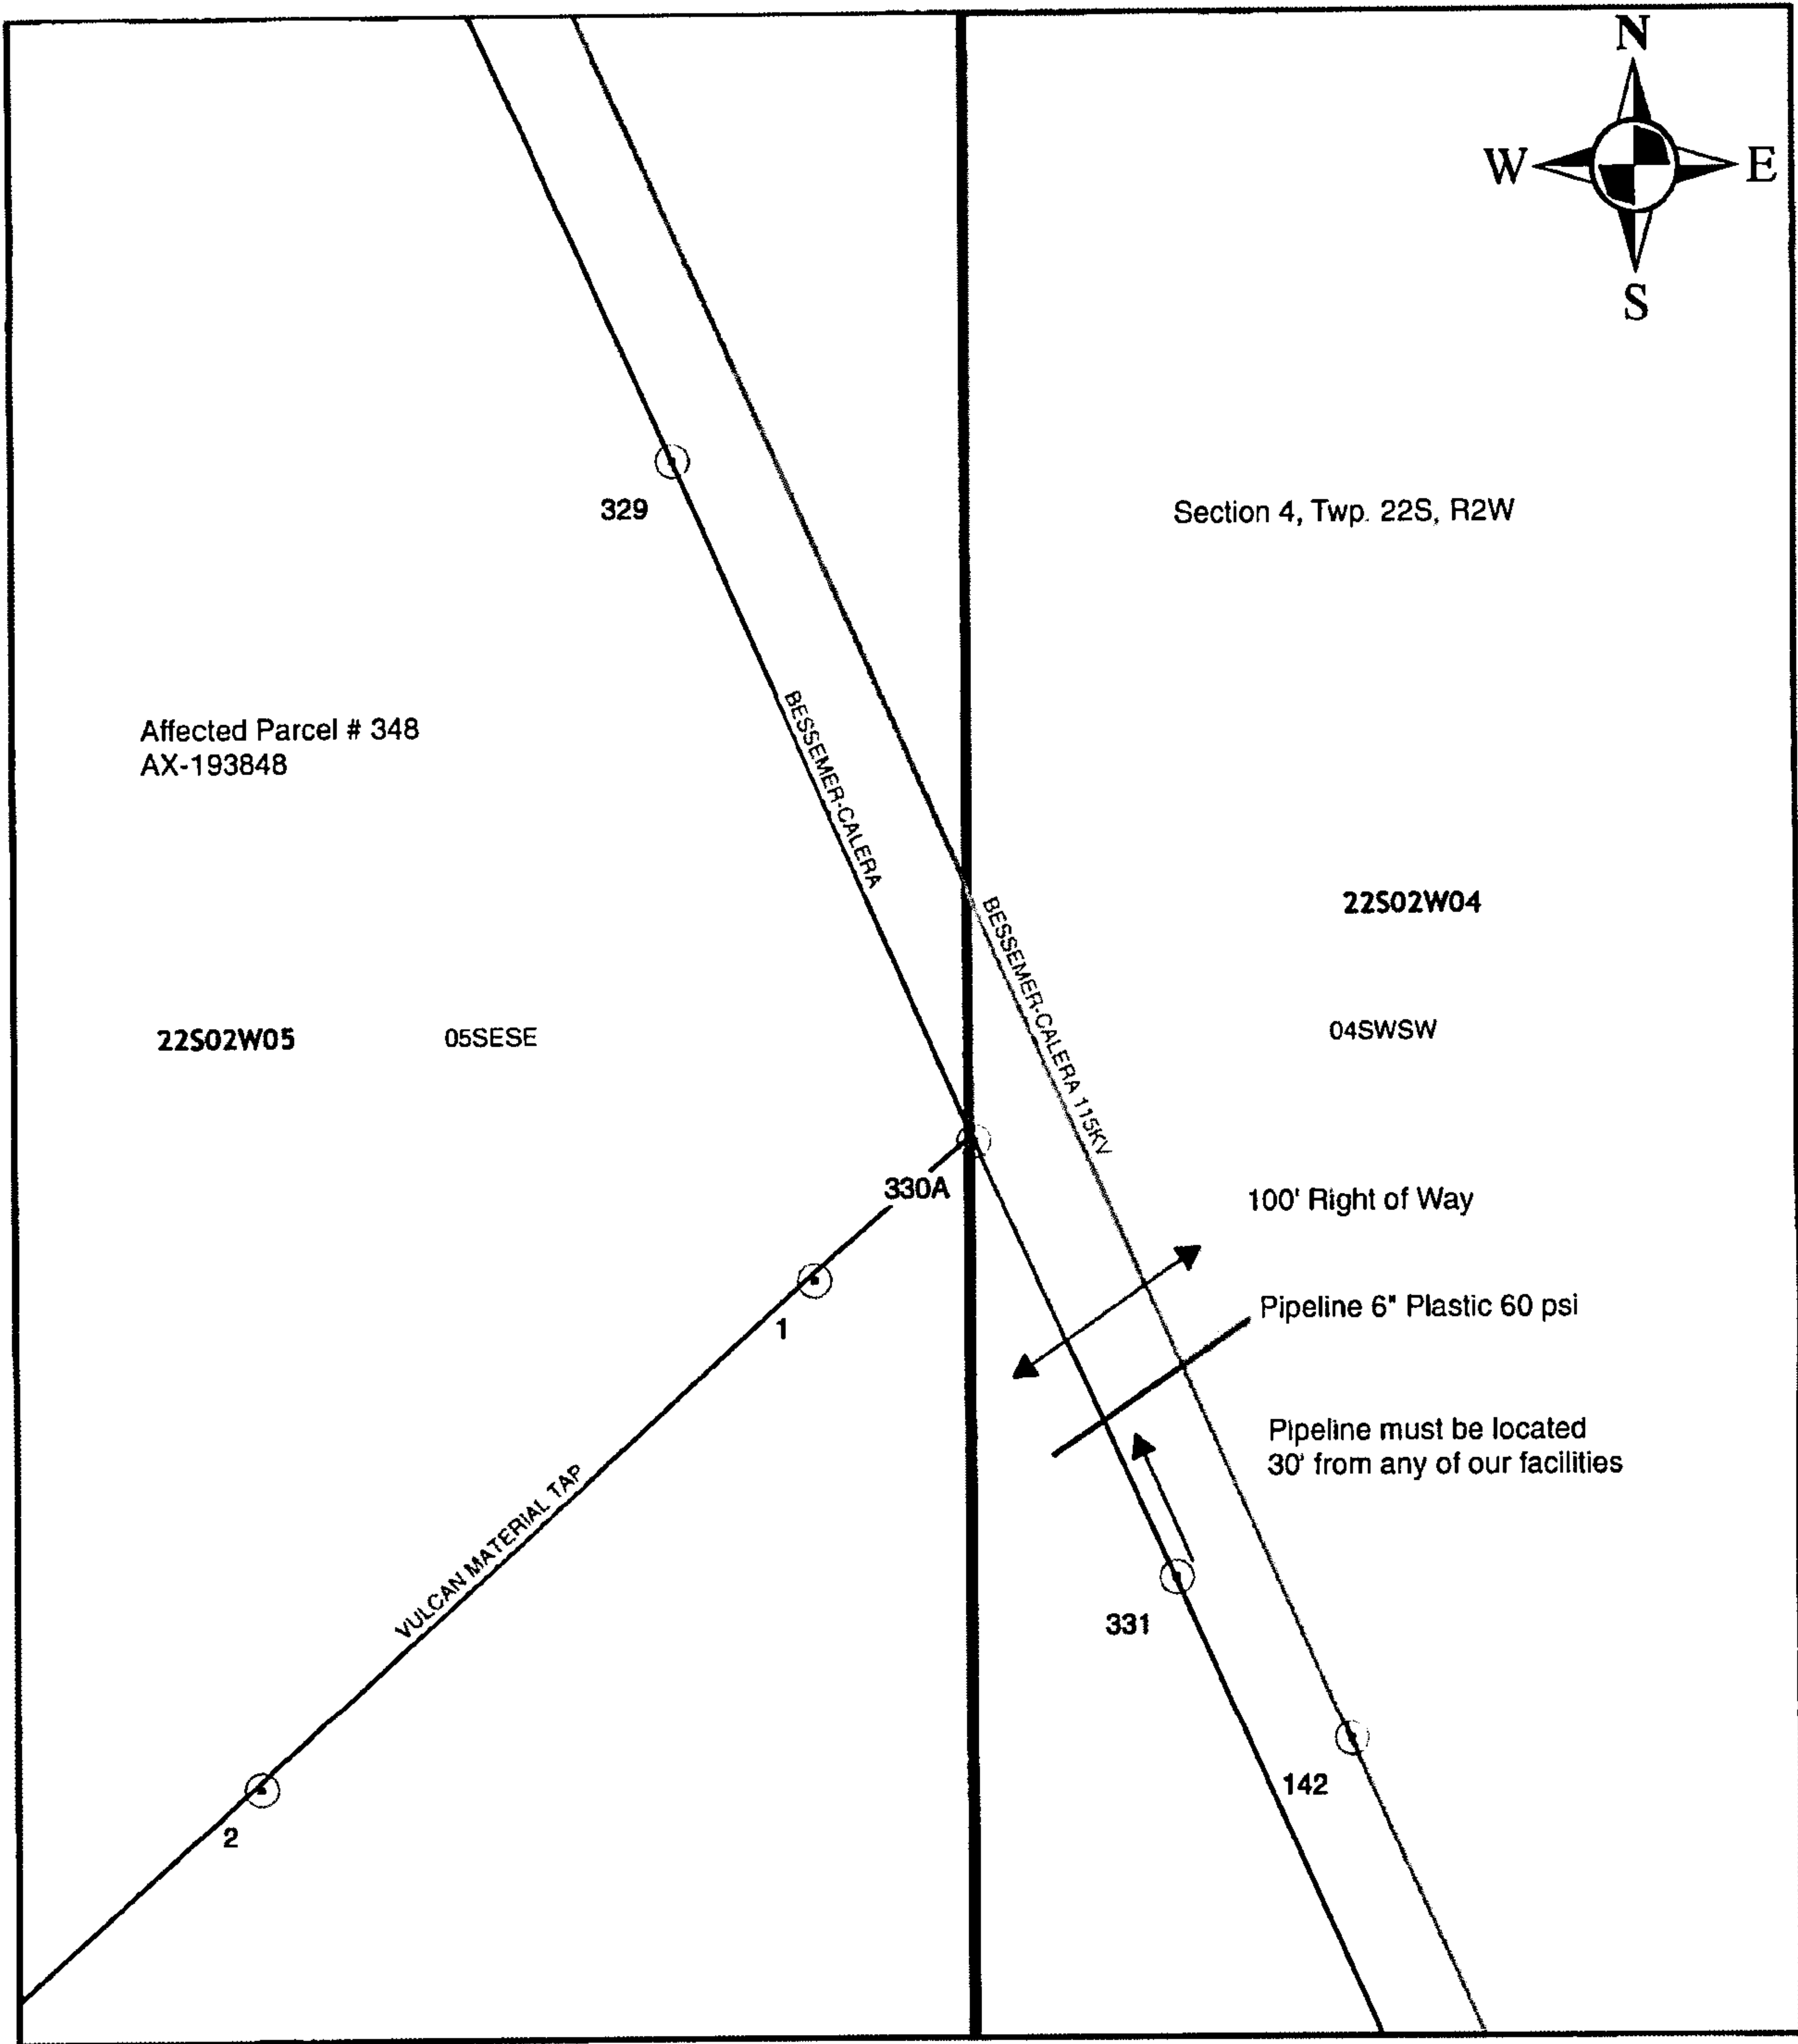 N
W
E
S
329
Section 4, Twp. 22S, R2W
Affected Parcel # 348
AX-193848
BESSEMER-CALERA
22S02W04
BESSEMER-CALERA 115KV
22S02W05
05SESE
04SWSW
330A
100' Right of Way
1
Pipeline 6" Plastic 60 psi
Pipeline must be located
30' from any of our facilities
VULCAN MATERIAL TAP
331
142
2